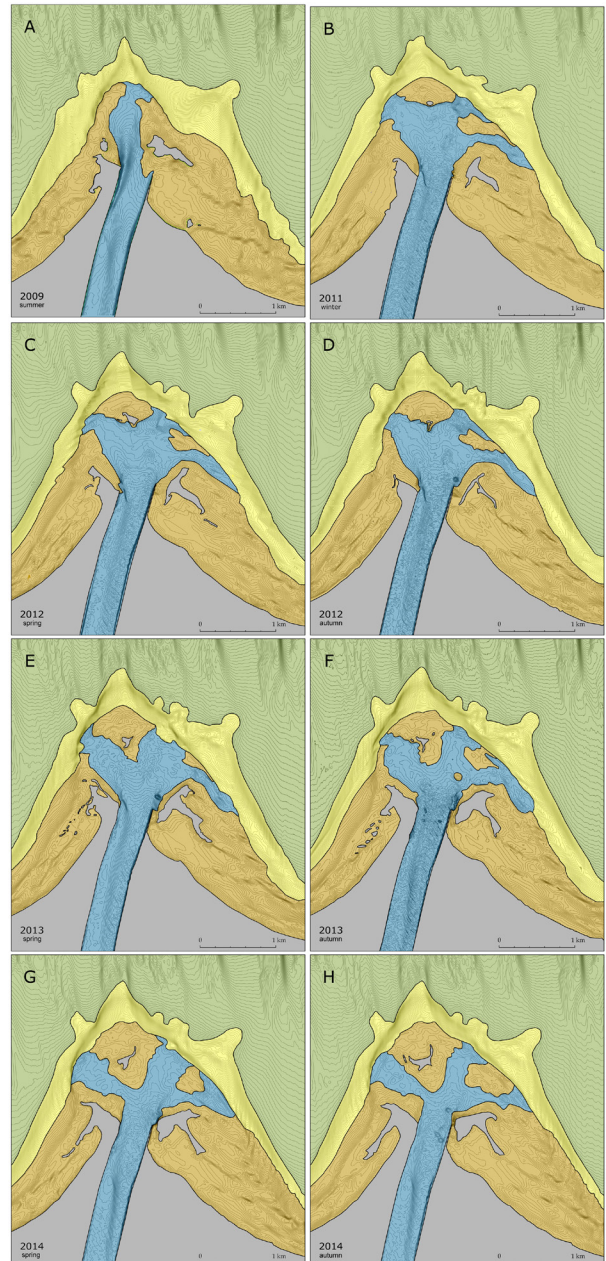 A
2009
summer
0 1 km
B
2011
winter
0 1 km
C
2012
spring
0 1 km
D
2012
autumn
0 1 km
E
2013
spring
0 1 km
F
2013
autumn
0 1 km
G
2014
spring
0 1 km
H
2014
autumn
0 1 km